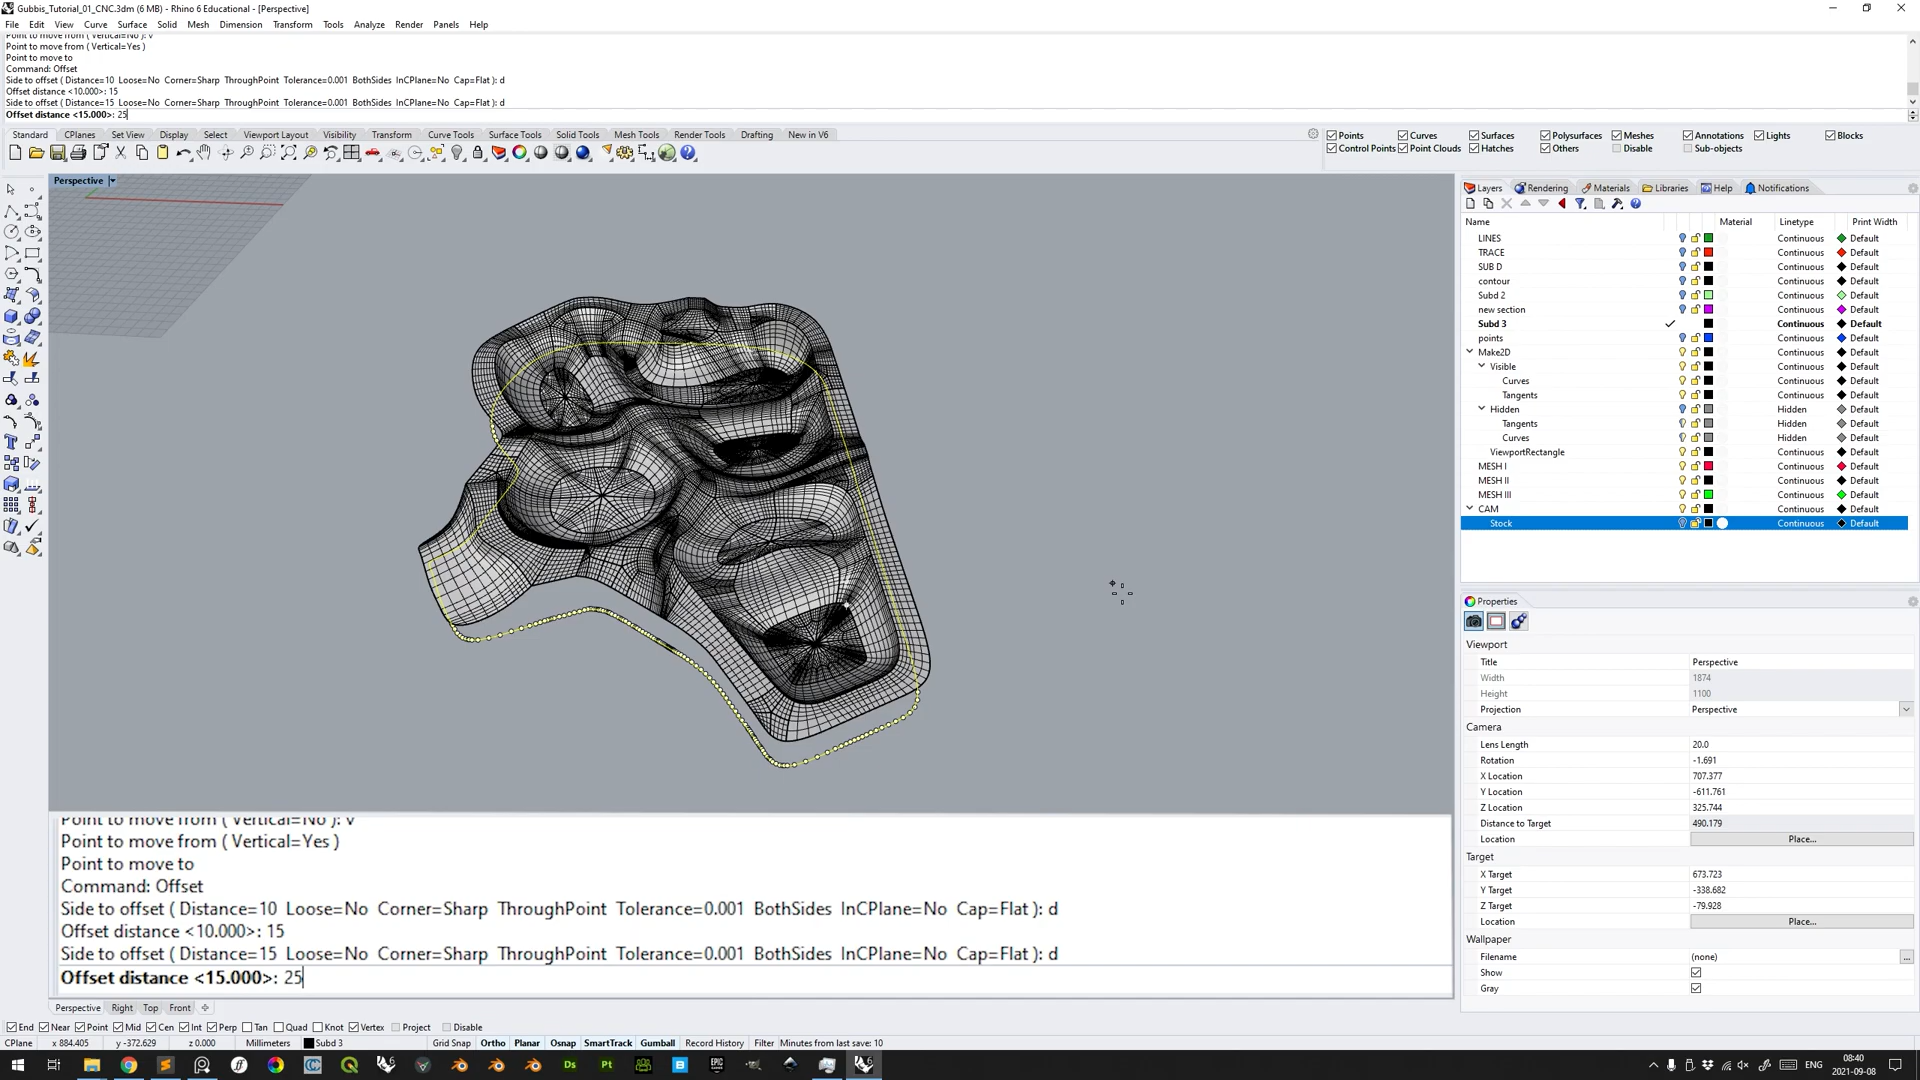 Gubbis_Tutorial_01_CNC.3dm (6 MB) - Rhino 6 Educational - [Perspective]
File Edit View Curve Surface Solid Mesh Dimension Transform Tools Analyze Render Panels Help
Point to move from ( Vertical=No ): v
Point to move from ( Vertical=Yes )
Point to move to
Command: Offset
Side to offset ( Distance=10 Loose=No Corner=Sharp ThroughPoint Tolerance=0.001 BothSides InCPlane=No Cap=Flat ): d
Offset distance <10.000>: 15
Side to offset ( Distance=15 Loose=No Corner=Sharp ThroughPoint Tolerance=0.001 BothSides InCPlane=No Cap=Flat ): d
Offset distance <15.000>: 25
Standard CPlanes Set View Display Select Viewport Layout Visibility Transform Curve Tools Surface Tools Solid Tools Mesh Tools Render Tools Drafting New in V6
Points Curves Surfaces Polysurfaces Meshes Annotations Lights Blocks
Control Points Point Clouds Hatches Others Disable Sub-objects
Perspective
Layers Rendering Materials Libraries Help Notifications
Name Material Linetype Print Width
LINES Continuous Default
TRACE Continuous Default
SUB D Continuous Default
contour Continuous Default
Subd 2 Continuous Default
new section Continuous Default
Subd 3 Continuous Default
points Continuous Default
Make2D Continuous Default
Visible Continuous Default
Curves Continuous Default
Tangents Continuous Default
Hidden Hidden Default
Tangents Hidden Default
Curves Hidden Default
ViewportRectangle Continuous Default
MESH I Continuous Default
MESH II Continuous Default
MESH III Continuous Default
CAM Continuous Default
Stock Continuous Default
Properties
Viewport
Title Perspective
Width 1874
Height 1100
Projection Perspective
Camera
Lens Length 20.0
Rotation -1.691
X Location 707.377
Y Location -611.761
Z Location 325.744
Distance to Target 490.179
Location Place...
Target
X Target 673.723
Y Target -338.682
Z Target -79.928
Location Place...
Wallpaper
Filename (none) ...
Show
Gray
Point to move from ( Vertical=No ): v
Point to move from ( Vertical=Yes )
Point to move to
Command: Offset
Side to offset ( Distance=10 Loose=No Corner=Sharp ThroughPoint Tolerance=0.001 BothSides InCPlane=No Cap=Flat ): d
Offset distance <10.000>: 15
Side to offset ( Distance=15 Loose=No Corner=Sharp ThroughPoint Tolerance=0.001 BothSides InCPlane=No Cap=Flat ): d
Offset distance <15.000>: 25
Perspective Right Top Front
End Near Point Mid Cen Int Perp Tan Quad Knot Vertex Project Disable
CPlane x 884.405 y -372.629 z 0.000 Millimeters Subd 3 Grid Snap Ortho Planar Osnap SmartTrack Gumball Record History Filter Minutes from last save: 10
Ds Pt B EPIC
ENG 08:40
2021-09-08